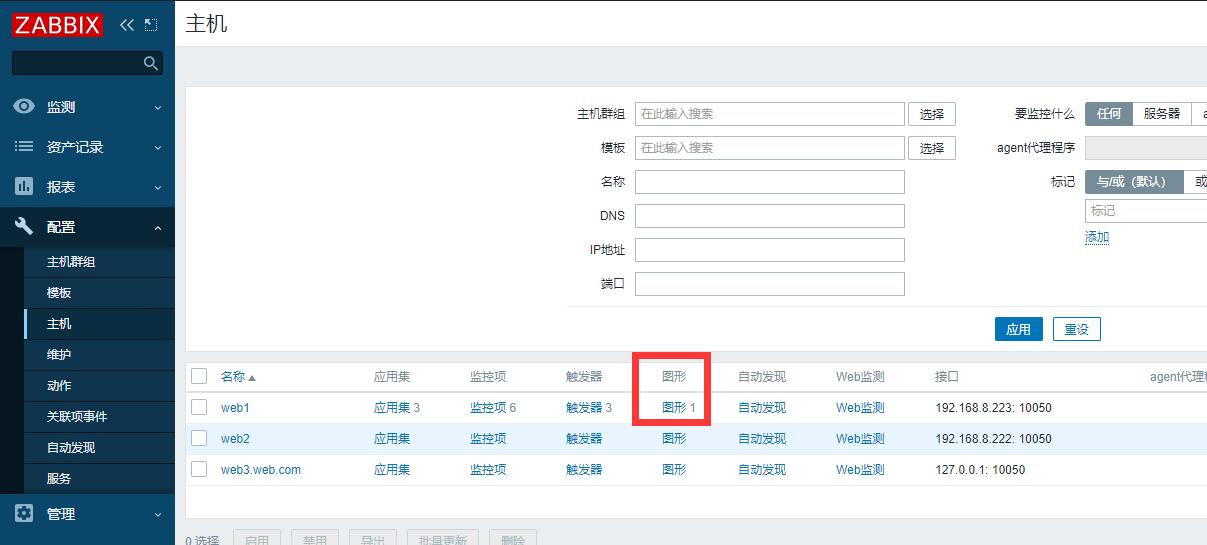 ZABBIX
主机
监测
资产记录
报表
配置
主机群组
模板
主机
维护
动作
关联项事件
自动发现
服务
管理
主机群组 在此输入搜索 选择 要监控什么 任何 服务器
模板 在此输入搜索 选择 agent代理程序
名称 标记 与/或（默认） 或
DNS 标记
IP地址 添加
端口
应用 重设
名称 应用集 监控项 触发器 图形 自动发现 Web监测 接口 agent代理
web1 应用集 3 监控项 6 触发器 3 图形 1 自动发现 Web监测 192.168.8.223: 10050
web2 应用集 监控项 触发器 图形 自动发现 Web监测 192.168.8.222: 10050
web3.web.com 应用集 监控项 触发器 图形 自动发现 Web监测 127.0.0.1: 10050
0 选择 启用 禁用 导出 批量更新 删除